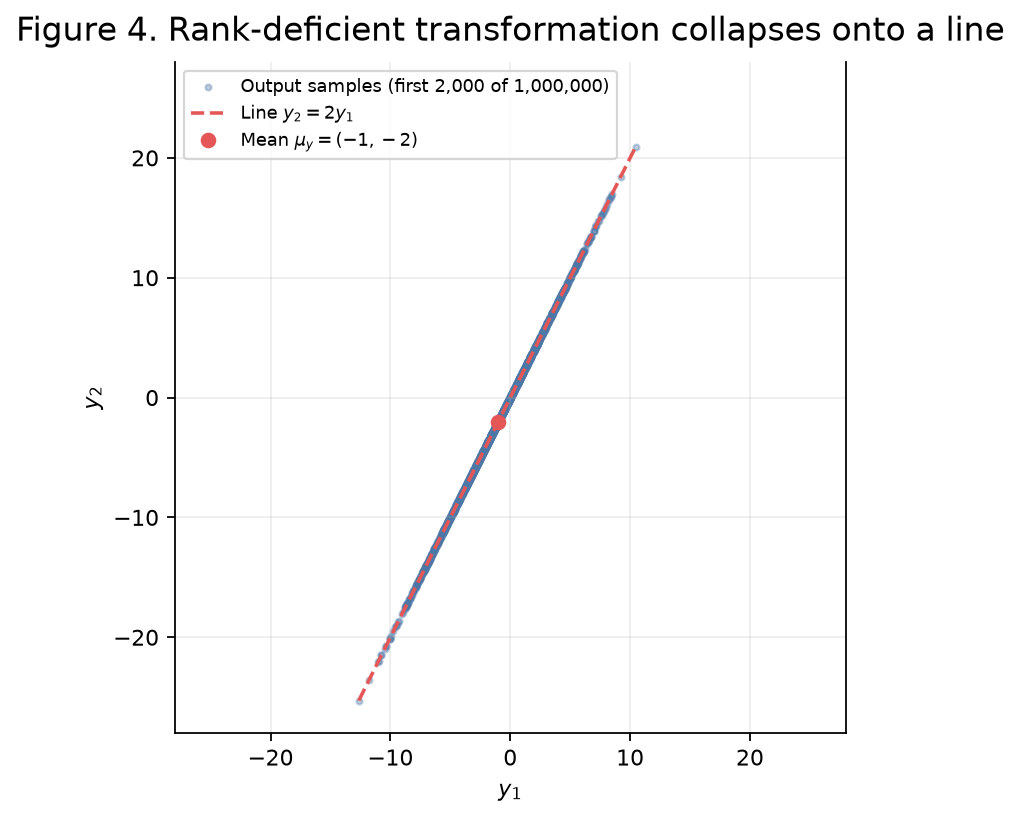 Figure 4. Rank-deficient transformation collapses onto a line
Output samples (first 2,000 of 1,000,000)
Line y₂ = 2y₁
Mean μᵧ = (−1, −2)
20
10
0
−10
−20
y₂
−20
−10
0
10
20
y₁